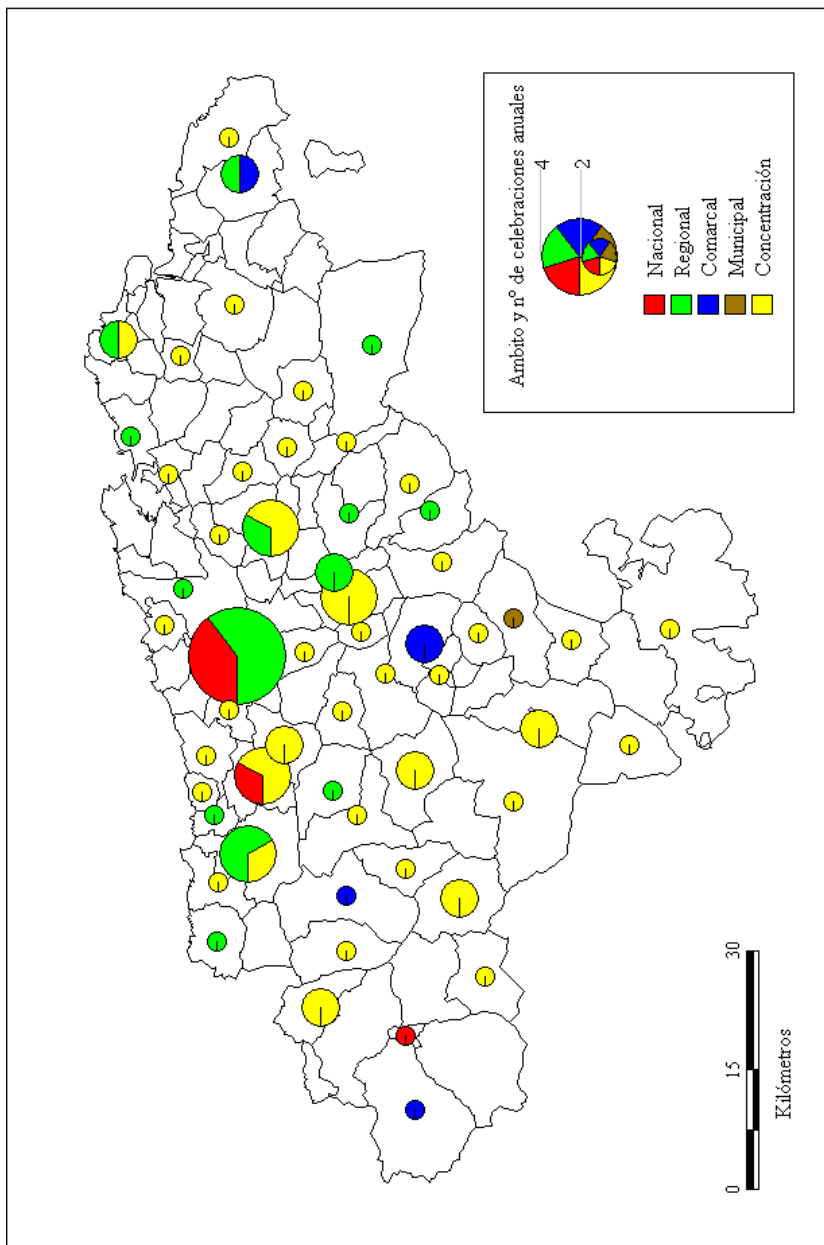 Ambito y nº de celebraciones anuales
4
2
Nacional
Regional
Comarcal
Municipal
Concentración
0
15
30
Kilómetros